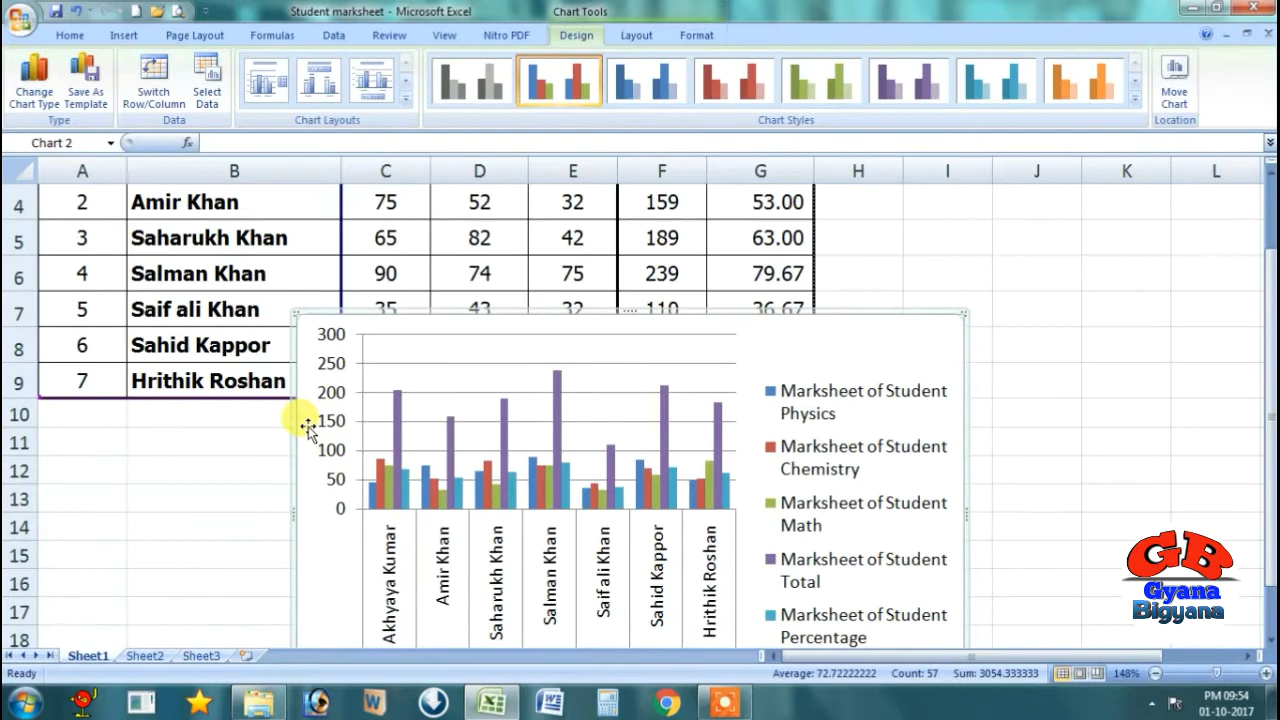 Student marksheet - Microsoft Excel
Chart Tools
Home Insert Page Layout Formulas Data Review View Nitro PDF Design Layout Format
Change Chart Type
Save As Template
Switch Row/Column
Select Data
Move Chart
Type Data Chart Layouts Chart Styles Location
Chart 2 fx
A B C D E F G H I J K L
4 2 Amir Khan 75 52 32 159 53.00
5 3 Saharukh Khan 65 82 42 189 63.00
6 4 Salman Khan 90 74 75 239 79.67
7 5 Saif ali Khan 35 43 32 110 36.67
8 6 Sahid Kappor
9 7 Hrithik Roshan
10
11
12
13
14
15
16
17
18
300
250
200
150
100
50
0
Akhyaya Kumar
Amir Khan
Saharukh Khan
Salman Khan
Saif ali Khan
Sahid Kappor
Hrithik Roshan
Marksheet of Student
Physics
Marksheet of Student
Chemistry
Marksheet of Student
Math
Marksheet of Student
Total
Marksheet of Student
Percentage
GB
Gyana
Bigyana
Sheet1 Sheet2 Sheet3
Ready
Average: 72.72222222 Count: 57 Sum: 3054.333333 148%
PM 09:54
01-10-2017